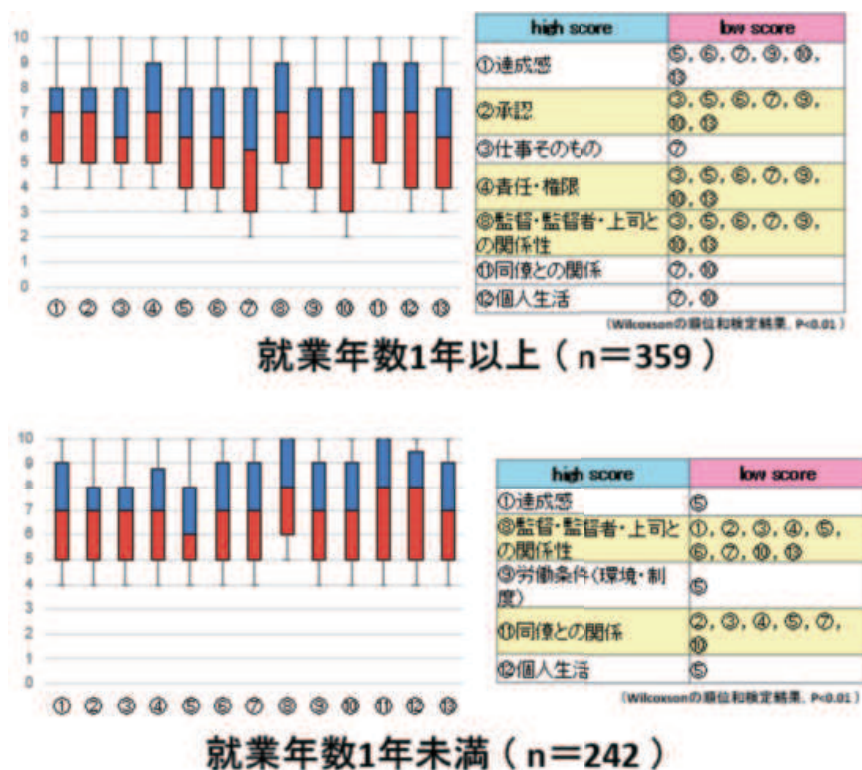 10
9
8
7
6
5
4
3
2
1
0
① ② ③ ④ ⑤ ⑥ ⑦ ⑧ ⑨ ⑩ ⑪ ⑫ ⑬
high score low score
①達成感 ⑤, ⑥, ⑦, ⑨, ⑩,
⑬
②承認 ③, ⑤, ⑥, ⑦, ⑨,
⑩, ⑬
③仕事そのもの ⑦
④責任・権限 ③, ⑤, ⑥, ⑦, ⑨,
⑩, ⑬
⑧監督・監督者・上司と
の関係性 ③, ⑤, ⑥, ⑦, ⑨,
⑩, ⑬
⑪同僚との関係 ⑦, ⑩
⑫個人生活 ⑦, ⑩
(Wilcoxsonの順位和検定結果, P<0.01)
就業年数1年以上(n=359)
10
9
8
7
6
5
4
3
2
1
0
① ② ③ ④ ⑤ ⑥ ⑦ ⑧ ⑨ ⑩ ⑪ ⑫ ⑬
high score low score
①達成感 ⑤
⑧監督・監督者・上司と
の関係性 ①, ②, ③, ④, ⑤,
⑥, ⑦, ⑩, ⑬
⑨労働条件(環境・制
度) ⑤
⑪同僚との関係 ②, ③, ④, ⑤, ⑦,
⑩
⑫個人生活 ⑤
(Wilcoxsonの順位和検定結果, P<0.01)
就業年数1年未満(n=242)